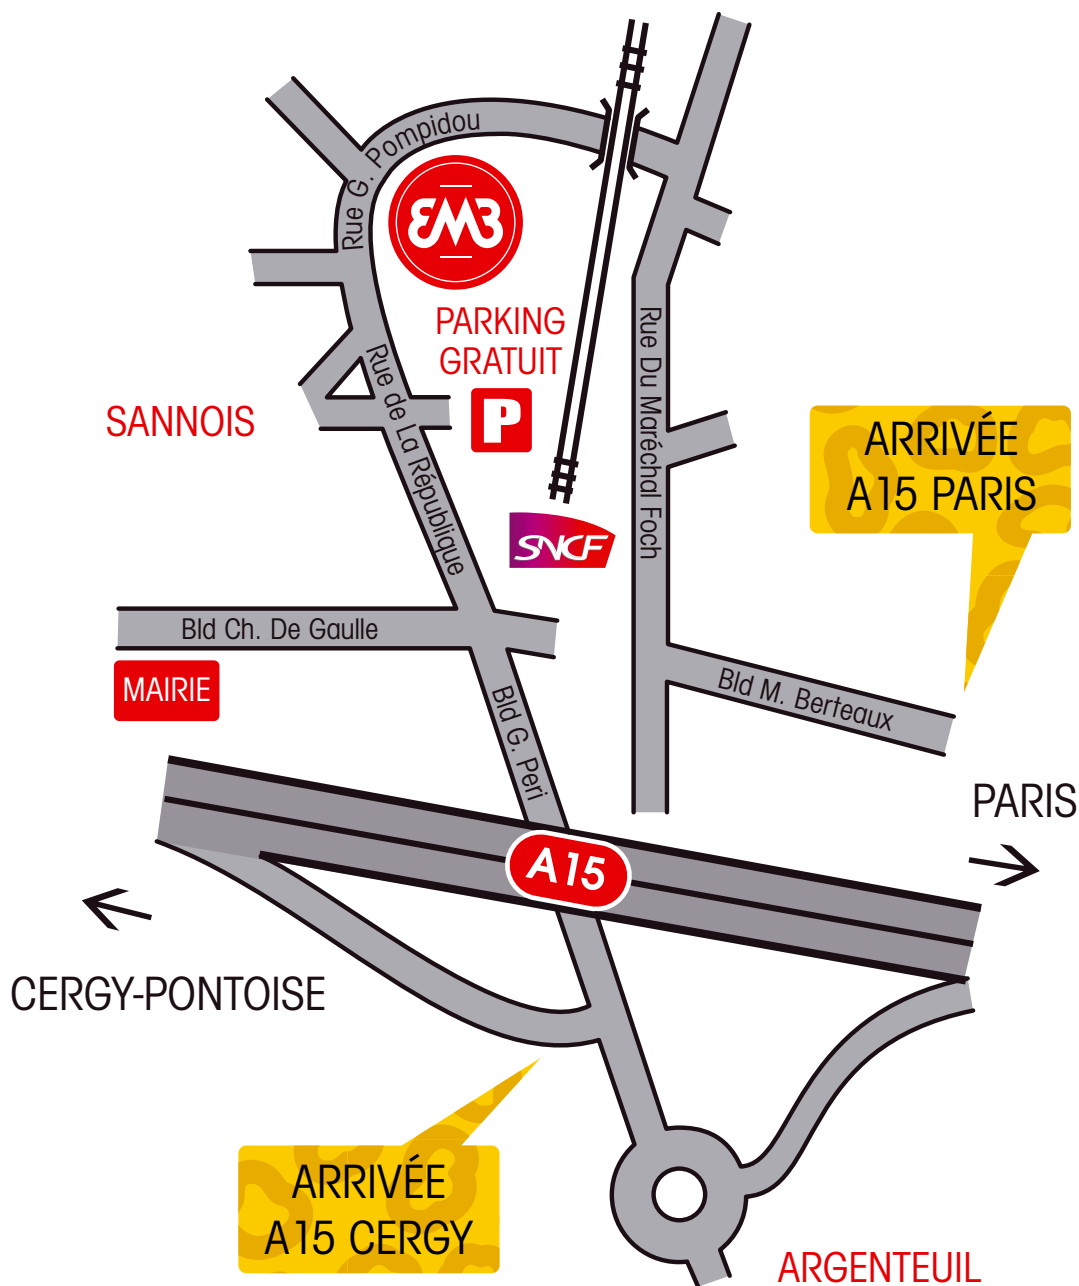 Rue G. Pompidou
EMB
PARKING
GRATUIT
P
SANNOIS
Rue de La République
Rue Du Maréchal Foch
ARRIVÉE
A15 PARIS
SNCF
Bld Ch. De Gaulle
MAIRIE
Bld G. Peri
Bld M. Berteaux
PARIS
A15
CERGY-PONTOISE
ARRIVÉE
A15 CERGY
ARGENTEUIL